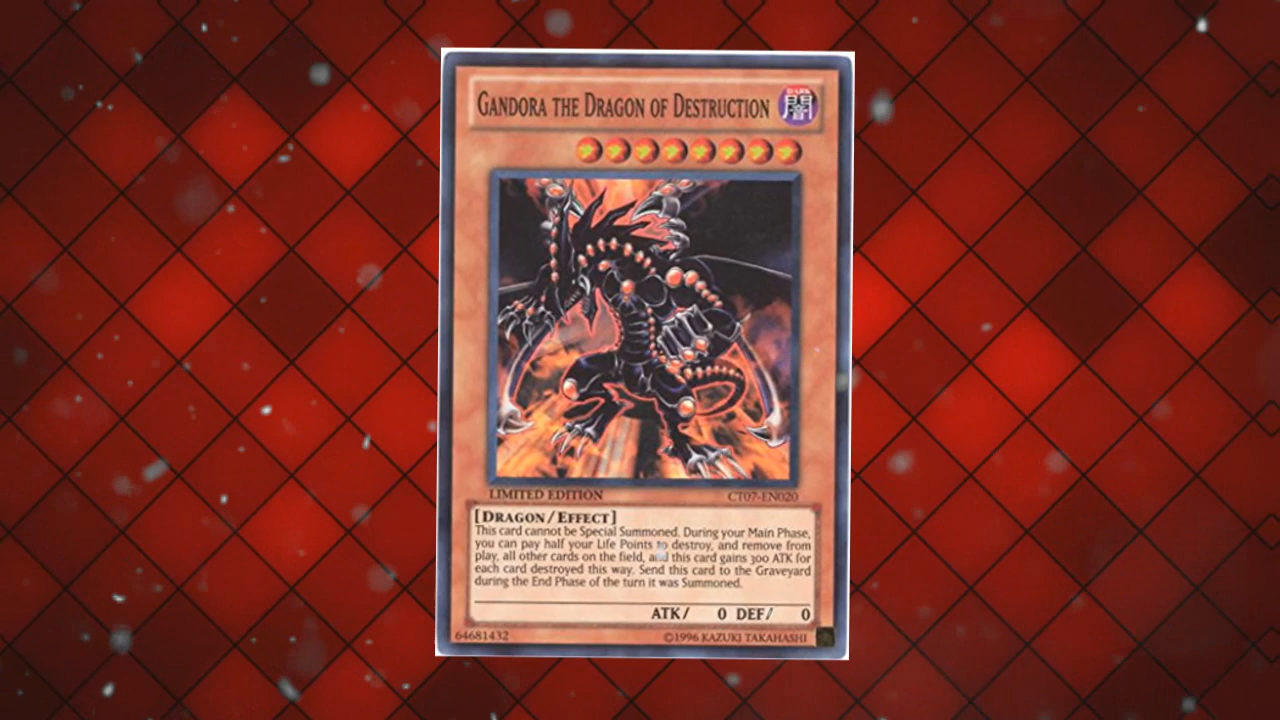 GANDORA THE DRAGON OF DESTRUCTION
DARK
闇
LIMITED EDITION
CT07-EN020
[DRAGON/EFFECT]
This card cannot be Special Summoned. During your Main Phase,
you can pay half your Life Points to destroy, and remove from
play, all other cards on the field, and this card gains 300 ATK for
each card destroyed this way. Send this card to the Graveyard
during the End Phase of the turn it was Summoned.
ATK/ 0 DEF/ 0
64681432
©1996 KAZUKI TAKAHASHI